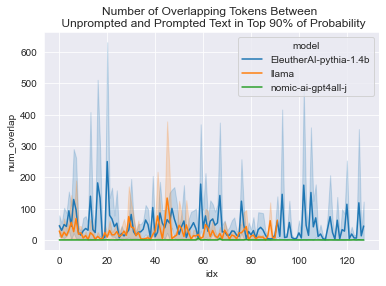 Number of Overlapping Tokens Between
Unprompted and Prompted Text in Top 90% of Probability
model
EleutherAI-pythia-1.4b
llama
nomic-ai-gpt4all-j
num_overlap
600
500
400
300
200
100
0
0 20 40 60 80 100 120
idx